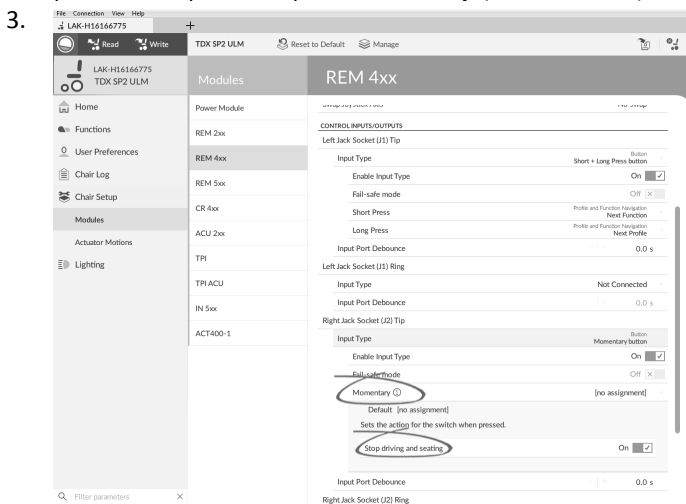 3.
File Connection View Help
LAK-H16166775 +
Read Write TDX SP2 ULM Reset to Default Manage
LAK-H16166775
TDX SP2 ULM
Modules
REM 4xx
Home
Functions
User Preferences
Chair Log
Chair Setup
Modules
Actuator Motions
Lighting
Filter parameters ×
Power Module
REM 2xx
REM 4xx
REM 5xx
CR 4xx
ACU 2xx
TPI
TPI ACU
IN 5xx
ACT400-1
CONTROL INPUTS/OUTPUTS
Left Jack Socket (J1) Tip
Button
Input Type Short + Long Press button
Enable Input Type On
Fail-safe mode Off
Profile and Function Navigation
Short Press Next Function
Profile and Function Navigation
Long Press Next Profile
Input Port Debounce 0.0 s
Left Jack Socket (J1) Ring
Input Type Not Connected
Input Port Debounce 0.0 s
Right Jack Socket (J2) Tip
Button
Input Type Momentary button
Enable Input Type On
Fail-safe mode Off
Momentary [no assignment]
Default [no assignment]
Sets the action for the switch when pressed.
Stop driving and seating On
Input Port Debounce 0.0 s
Right Jack Socket (J2) Ring